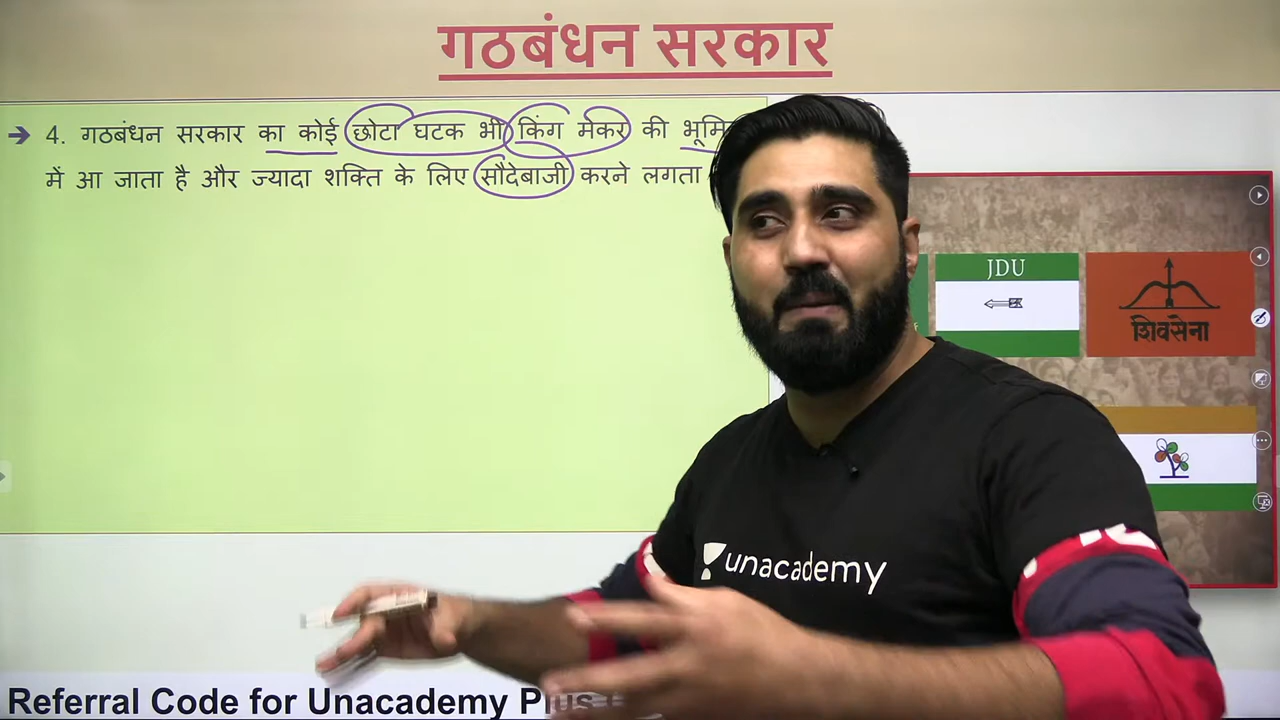 गठबंधन सरकार
4. गठबंधन सरकार का कोई छोटा घटक भी किंग मेकर की
में आ जाता है और ज्यादा शक्ति के लिए सौदेबाजी करने लगता
JDU
शिवसेना
unacademy
Referral Code for Unacademy Plus